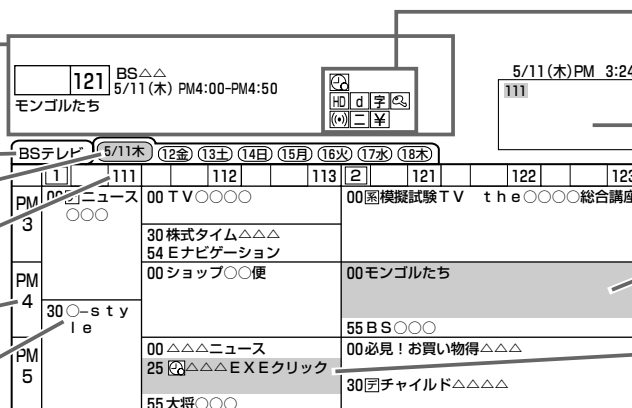 121 BS△△
5/11(木) PM4:00-PM4:50
モンゴルたち
HD d 字
二 ¥
5/11(木)PM 3:24
111
BSテレビ 5/11木 12金 13土 14日 15月 16火 17水 18木
1 111 112 113 2 121 122 123
PM 3
00デニュース
○○○
00 TV○○○○
30 株式タイム△△△
54 Eナビゲーション
00系模擬試験TV the○○○○総合講座
PM 4
30○-sty
le
00ショップ○○便
00モンゴルたち
55BS○○○
PM 5
00 △△△ニュース
25 △△△EXEクリック
55大将○○○
00必見!お買い物得△△△
30デチャイルド△△△△